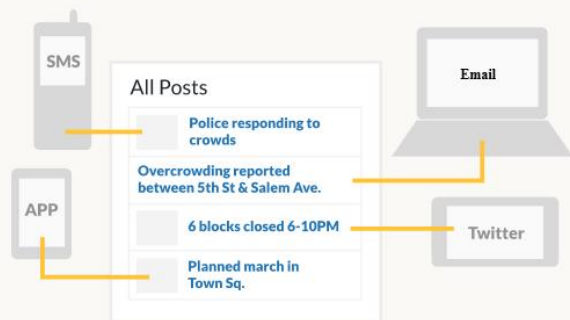 SMS
Email
All Posts
Police responding to
crowds
Overcrowding reported
between 5th St & Salem Ave.
APP
6 blocks closed 6-10PM
Twitter
Planned march in
Town Sq.